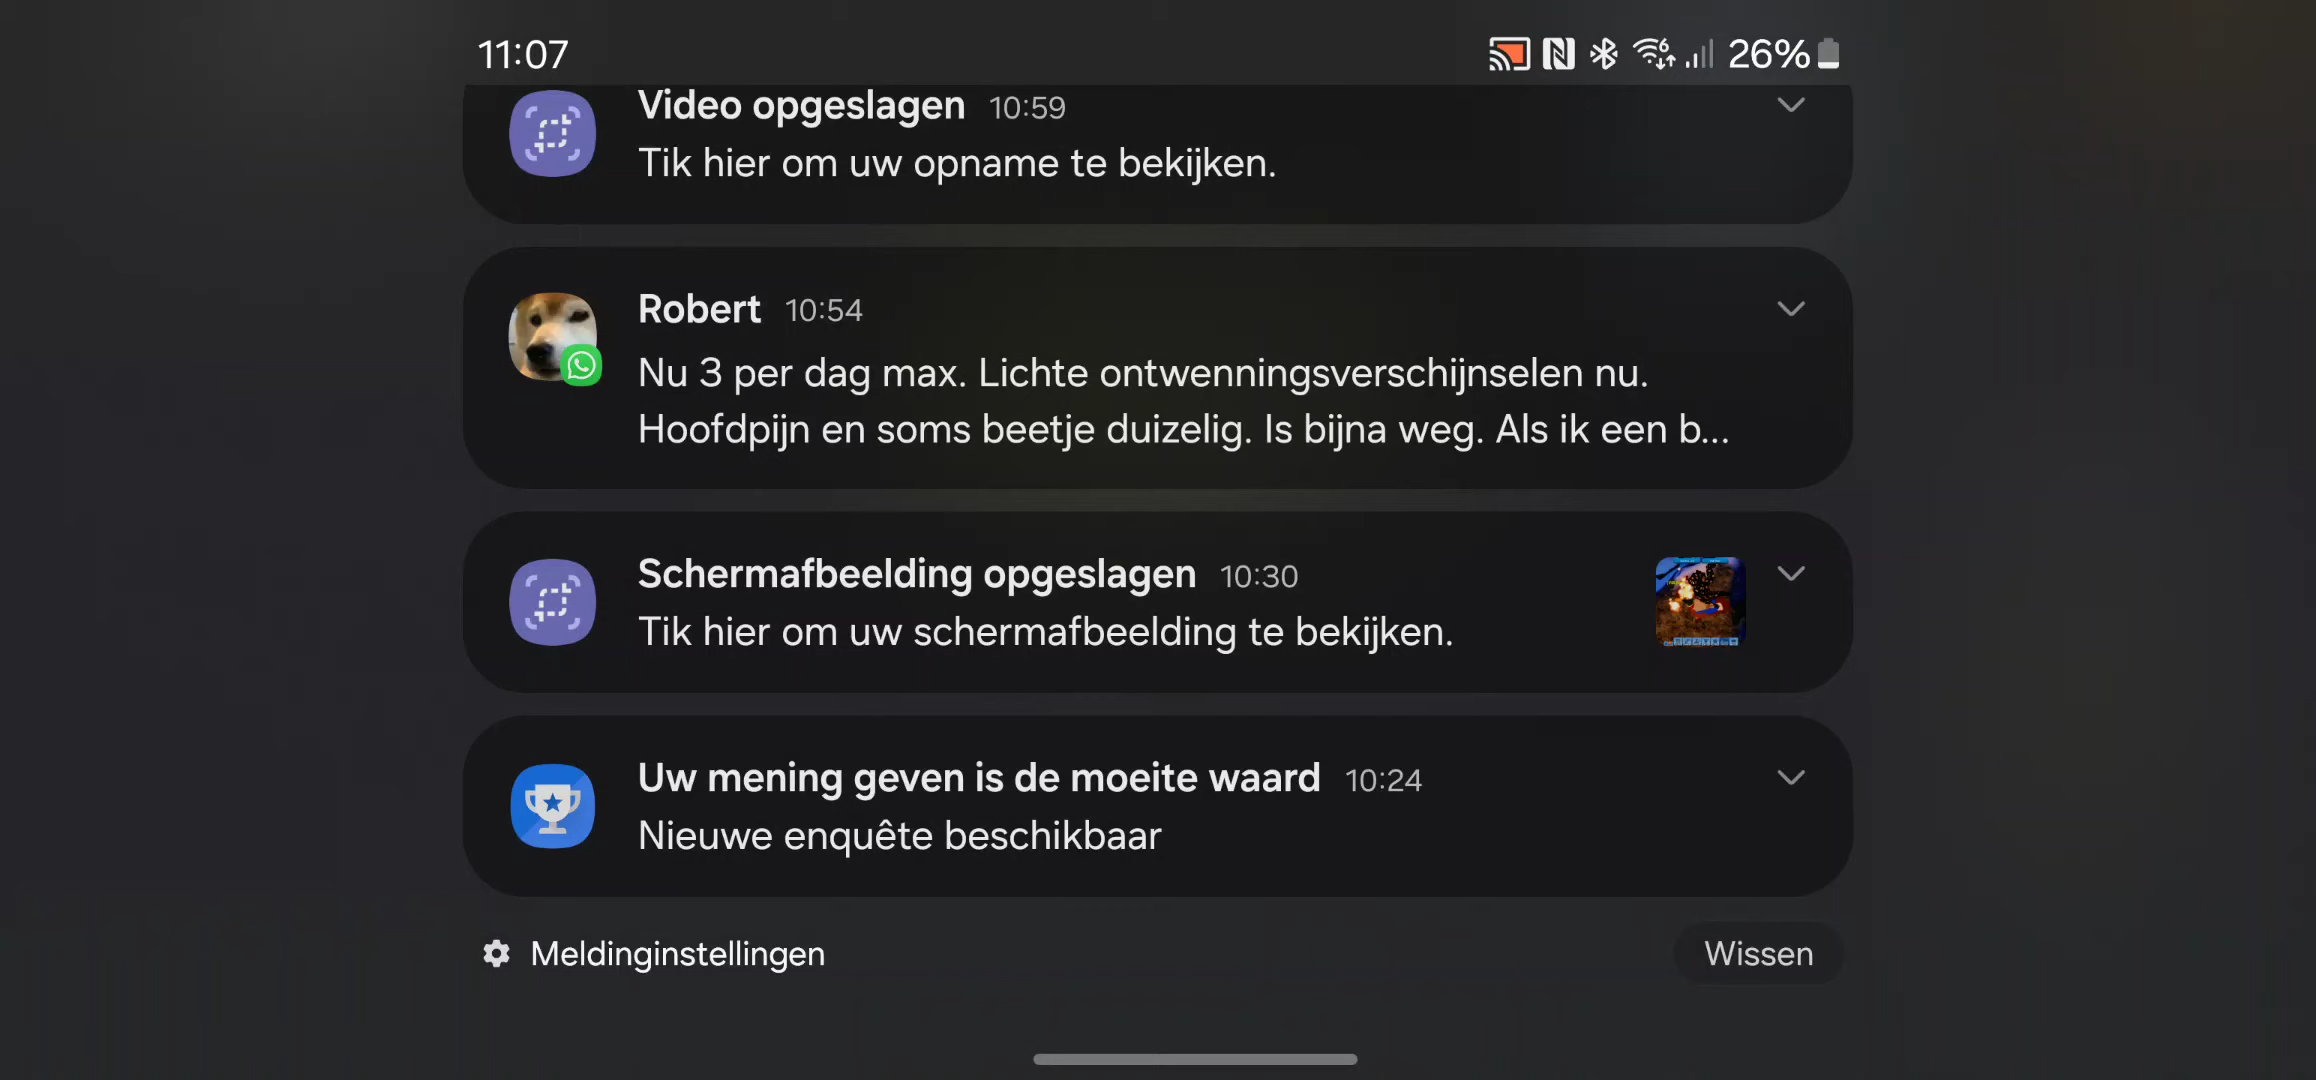 11:07
26%
Video opgeslagen 10:59
Tik hier om uw opname te bekijken.
Robert 10:54
Nu 3 per dag max. Lichte ontwenningsverschijnselen nu.
Hoofdpijn en soms beetje duizelig. Is bijna weg. Als ik een b...
Schermafbeelding opgeslagen 10:30
Tik hier om uw schermafbeelding te bekijken.
Uw mening geven is de moeite waard 10:24
Nieuwe enquête beschikbaar
Meldinginstellingen
Wissen